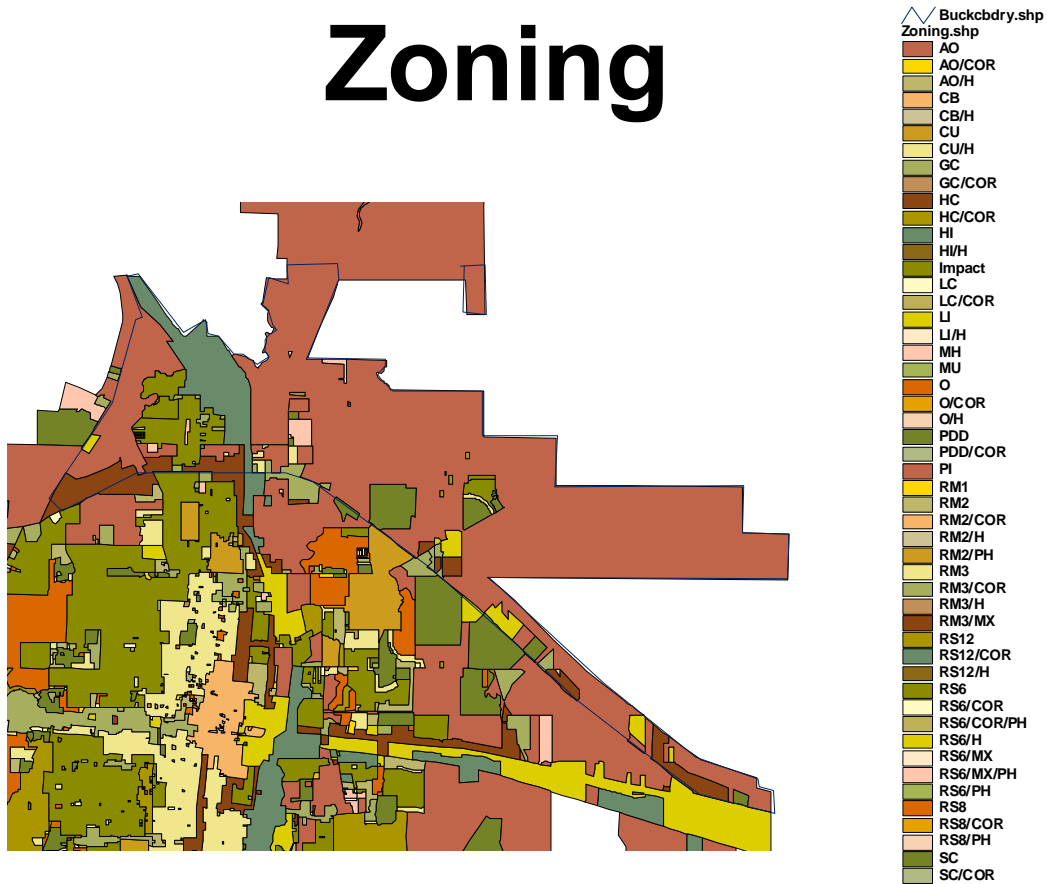 Zoning
Buckcbdry.shp
Zoning.shp
AO
AO/COR
AO/H
CB
CB/H
CU
CU/H
GC
GC/COR
HC
HC/COR
HI
HI/H
Impact
LC
LC/COR
LI
LI/H
MH
MU
O
O/COR
O/H
PDD
PDD/COR
PI
RM1
RM2
RM2/COR
RM2/H
RM2/PH
RM3
RM3/COR
RM3/H
RM3/MX
RS12
RS12/COR
RS12/H
RS6
RS6/COR
RS6/COR/PH
RS6/H
RS6/MX
RS6/MX/PH
RS6/PH
RS8
RS8/COR
RS8/PH
SC
SC/COR